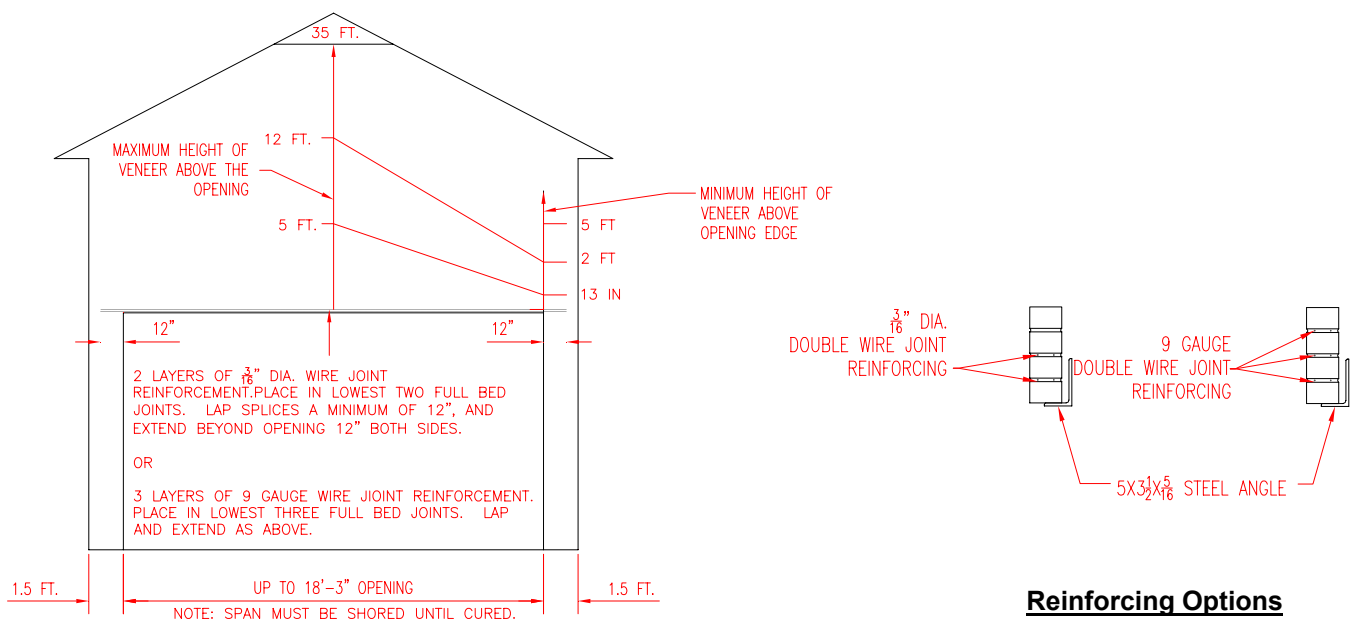 35 FT.
12 FT.
MAXIMUM HEIGHT OF
VENEER ABOVE THE
OPENING
5 FT.
MINIMUM HEIGHT OF
VENEER ABOVE
OPENING EDGE
5 FT
2 FT
13 IN
12"
12"
2 LAYERS OF 3/16" DIA. WIRE JOINT
REINFORCEMENT.PLACE IN LOWEST TWO FULL BED
JOINTS. LAP SPLICES A MINIMUM OF 12", AND
EXTEND BEYOND OPENING 12" BOTH SIDES.
OR
3 LAYERS OF 9 GAUGE WIRE JIOINT REINFORCEMENT.
PLACE IN LOWEST THREE FULL BED JOINTS. LAP
AND EXTEND AS ABOVE.
1.5 FT.
UP TO 18'-3" OPENING
1.5 FT.
NOTE: SPAN MUST BE SHORED UNTIL CURED.
3/16" DIA.
DOUBLE WIRE JOINT
REINFORCING
9 GAUGE
DOUBLE WIRE JOINT
REINFORCING
5X3 1/2X5/16 STEEL ANGLE
Reinforcing Options